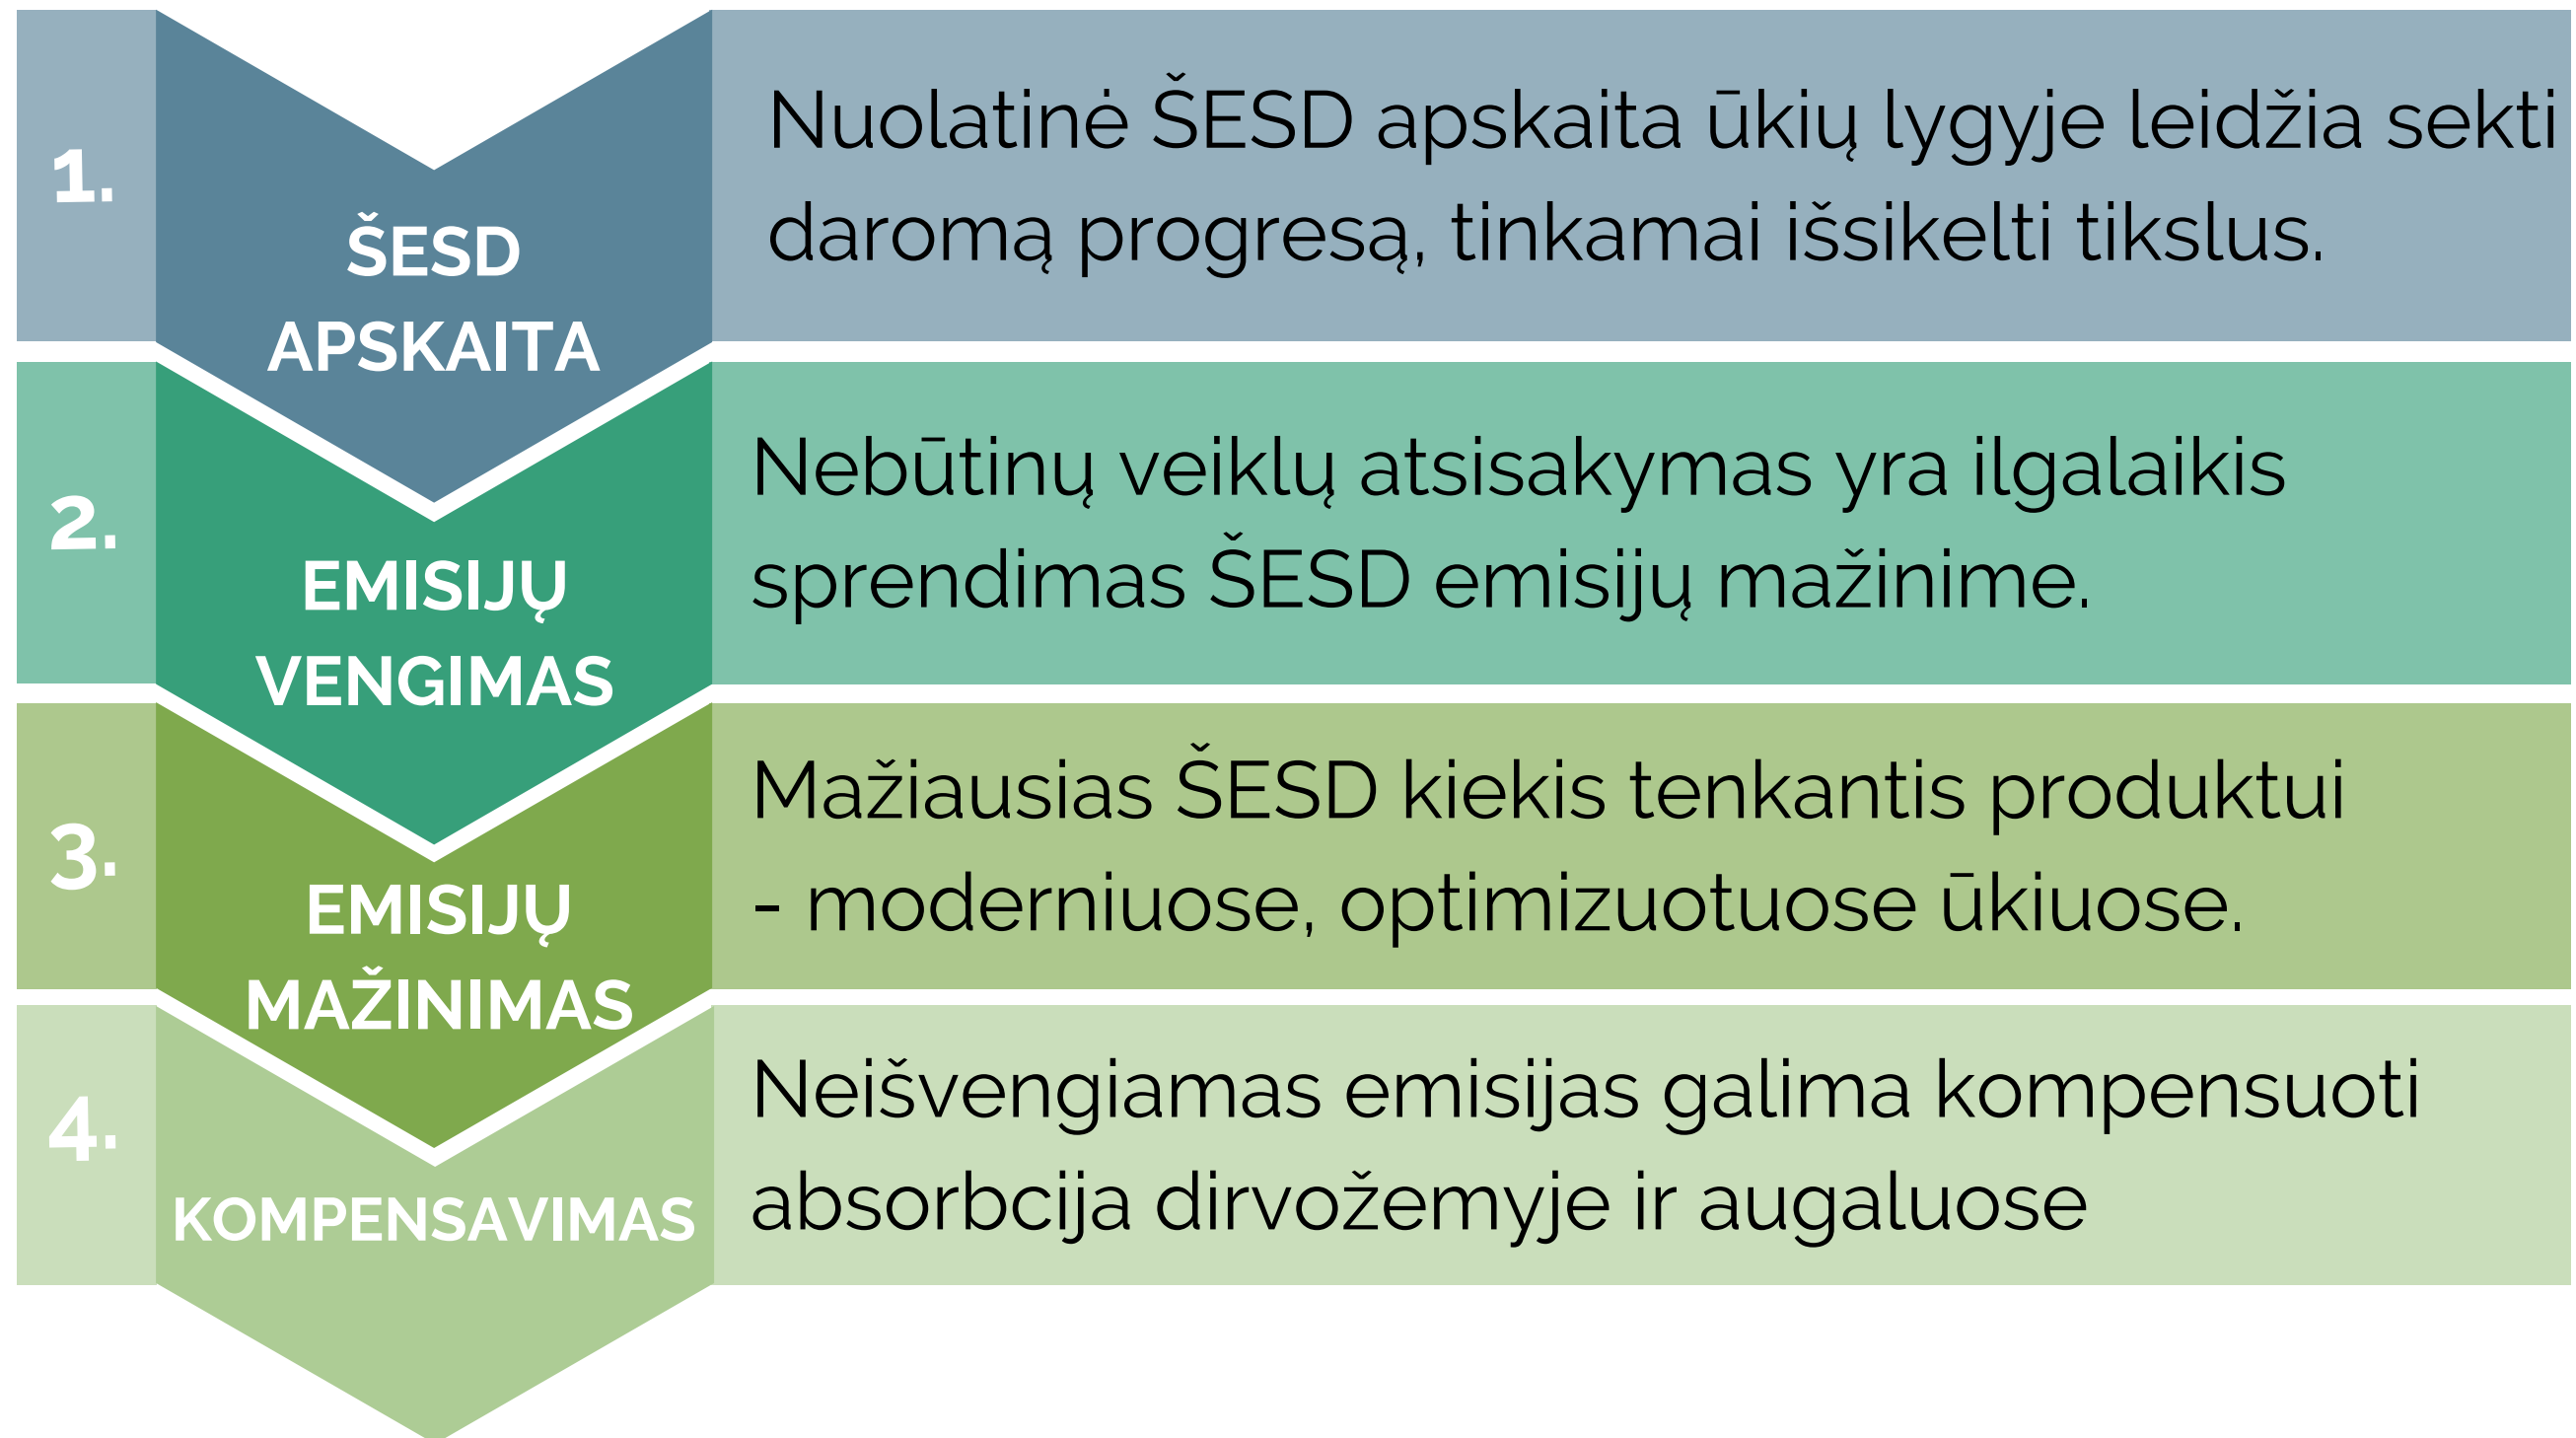 1.
ŠESD
APSKAITA
Nuolatinė ŠESD apskaita ūkių lygyje leidžia sekti
daromą progresą, tinkamai išsikelti tikslus.
2.
EMISIJŲ
VENGIMAS
Nebūtinų veiklų atsisakymas yra ilgalaikis
sprendimas ŠESD emisijų mažinime.
3.
EMISIJŲ
MAŽINIMAS
Mažiausias ŠESD kiekis tenkantis produktui
- moderniuose, optimizuotuose ūkiuose.
4.
KOMPENSAVIMAS
Neišvengiamas emisijas galima kompensuoti
absorbcija dirvožemyje ir augaluose